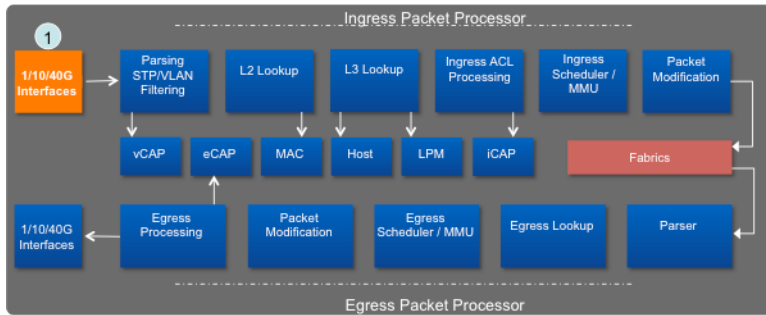 Ingress Packet Processor
1
1/10/40G
Interfaces
Parsing
STP/VLAN
Filtering
L2 Lookup
L3 Lookup
Ingress ACL
Processing
Ingress
Scheduler /
MMU
Packet
Modification
vCAP
eCAP
MAC
Host
LPM
iCAP
Fabrics
1/10/40G
Interfaces
Egress
Processing
Packet
Modification
Egress
Scheduler / MMU
Egress Lookup
Parser
Egress Packet Processor